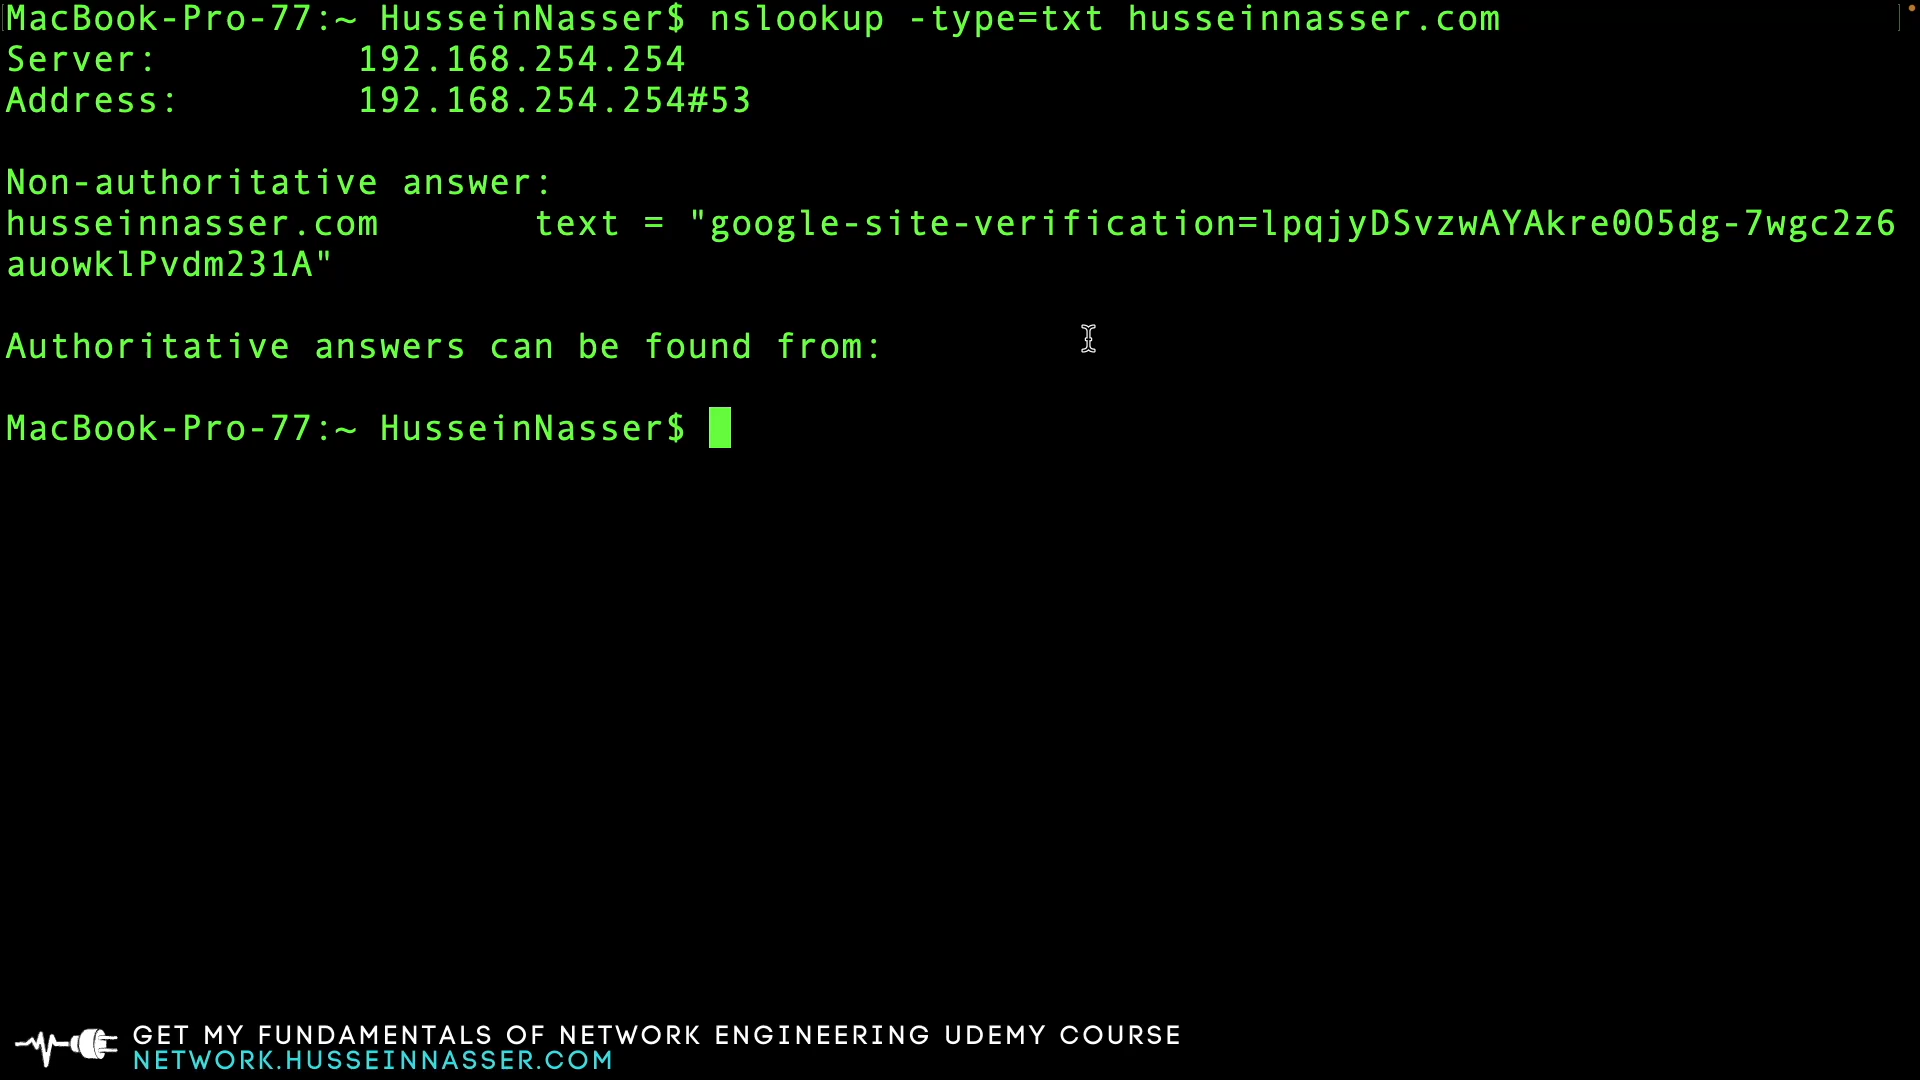 MacBook-Pro-77:~ HusseinNasser$ nslookup -type=txt husseinnasser.com
Server:		192.168.254.254
Address:	192.168.254.254#53
Non-authoritative answer:
husseinnasser.com	text = "google-site-verification=lpqjyDSvzwAYAkre0O5dg-7wgc2z6
auowklPvdm231A"
Authoritative answers can be found from:
MacBook-Pro-77:~ HusseinNasser$
GET MY FUNDAMENTALS OF NETWORK ENGINEERING UDEMY COURSE
NETWORK.HUSSEINNASSER.COM